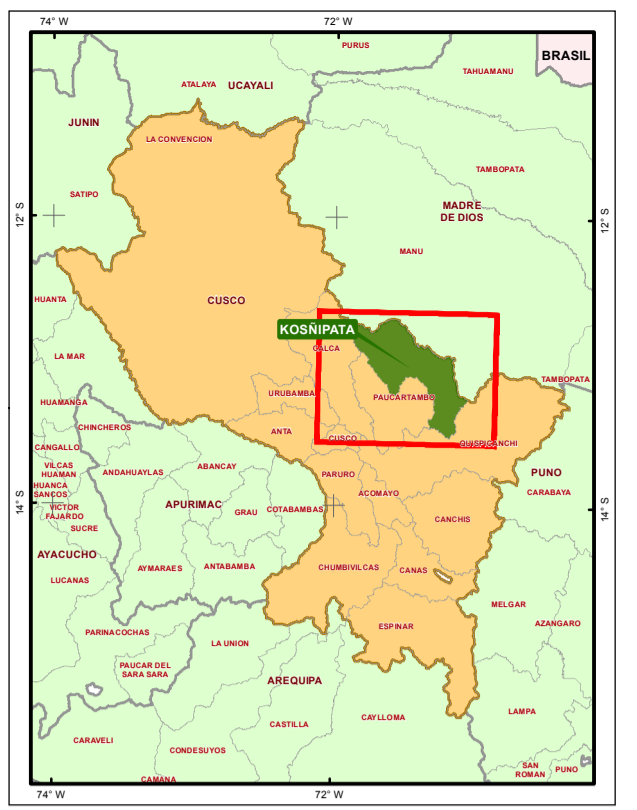 74° W
72° W
PURUS
BRASIL
TAHUAMANU
ATALAYA
UCAYALI
JUNIN
LA CONVENCION
TAMBOPATA
SATIPO
MADRE
DE DIOS
12° S
12° S
MANU
HUANTA
CUSCO
KOSÑIPATA
CALCA
LA MAR
TAMBOPATA
URUBAMBA
PAUCARTAMBO
HUAMANGA
CHINCHEROS
ANTA
CUSCO
QUISPICANCHI
CANGALLO
VILCAS
HUAMAN
ABANCAY
ANDAHUAYLAS
PARURO
PUNO
HUANCA
SANCOS
ACOMAYO
CARABAYA
14° S
14° S
VICTOR
FAJARDO
APURIMAC
GRAU
COTABAMBAS
CANCHIS
SUCRE
AYACUCHO
AYMARAES
ANTABAMBA
CHUMBIVILCAS
CANAS
LUCANAS
MELGAR
AZANGARO
PARINACOCHAS
ESPINAR
LA UNION
PAUCAR DEL
SARA SARA
AREQUIPA
LAMPA
CAYLLOMA
CASTILLA
CARAVELI
CONDESUYOS
SAN
ROMAN
PUNO
CAMANA
74° W
72° W